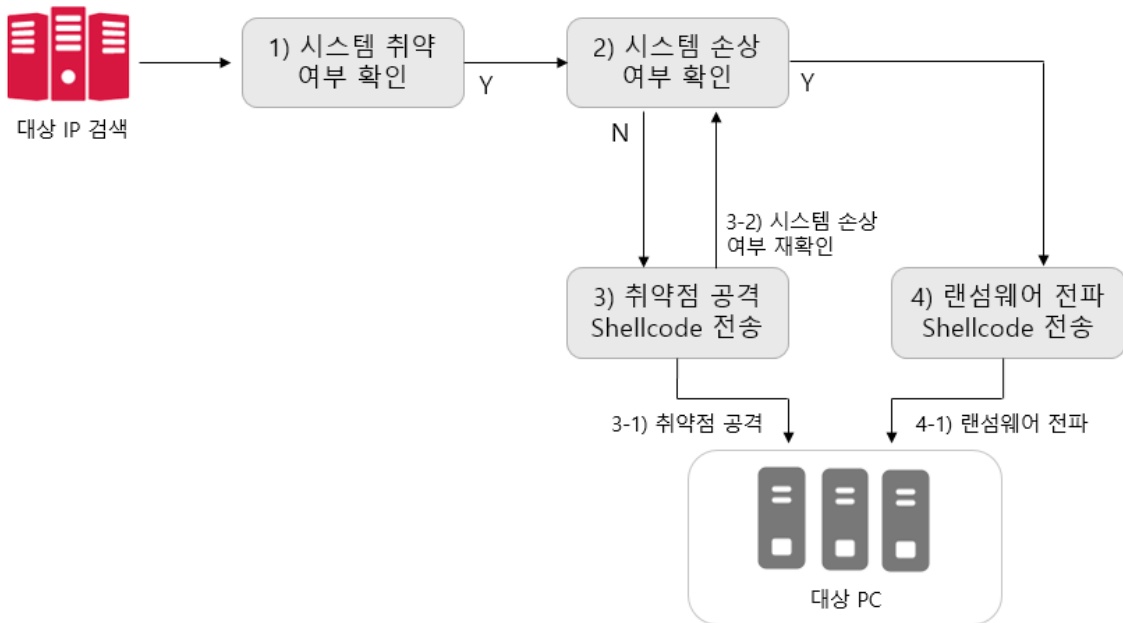 대상 IP 검색
1) 시스템 취약
여부 확인
Y
2) 시스템 손상
여부 확인
Y
N
3-2) 시스템 손상
여부 재확인
3) 취약점 공격
Shellcode 전송
4) 랜섬웨어 전파
Shellcode 전송
3-1) 취약점 공격
4-1) 랜섬웨어 전파
대상 PC